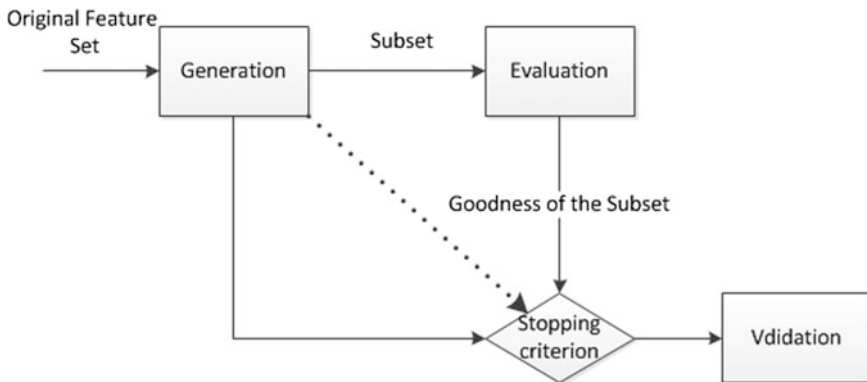 Original Feature
Set
Generation
Subset
Evaluation
Goodness of the Subset
Stopping
criterion
Vdidation